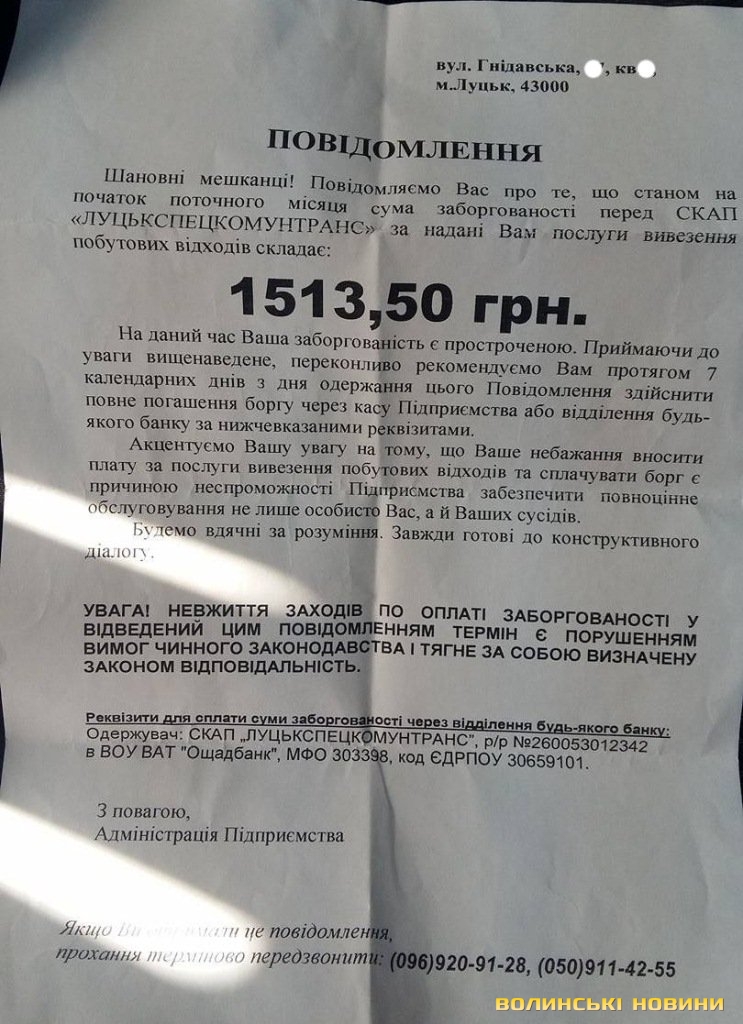 вул. Гнідавська, , кв ,
м.Луцьк, 43000
ПОВІДОМЛЕННЯ
Шановні мешканці! Повідомляємо Вас про те, що станом на
початок поточного місяця сума заборгованості перед СКАП
«ЛУЦЬКСПЕЦКОМУНТРАНС» за надані Вам послуги вивезення
побутових відходів складає:
1513,50 грн.
На даний час Ваша заборгованість є простроченою. Приймаючи до
уваги вищенаведене, переконливо рекомендуємо Вам протягом 7
календарних днів з дня одержання цього Повідомлення здійснити
повне погашення боргу через касу Підприємства або відділення будь-
якого банку за нижчевказаними реквізитами.
Акцентуємо Вашу увагу на тому, що Ваше небажання вносити
плату за послуги вивезення побутових відходів та сплачувати борг є
причиною неспроможності Підприємства забезпечити повноцінне
обслуговування не лише особисто Вас, а й Ваших сусідів.
Будемо вдячні за розуміння. Завжди готові до конструктивного
діалогу.
УВАГА! НЕВЖИТТЯ ЗАХОДІВ ПО ОПЛАТІ ЗАБОРГОВАНОСТІ У
ВІДВЕДЕНИЙ ЦИМ ПОВІДОМЛЕННЯМ ТЕРМІН Є ПОРУШЕННЯМ
ВИМОГ ЧИННОГО ЗАКОНОДАВСТВА І ТЯГНЕ ЗА СОБОЮ ВИЗНАЧЕНУ
ЗАКОНОМ ВІДПОВІДАЛЬНІСТЬ.
Реквізити для сплати суми заборгованості через відділення будь-якого банку:
Одержувач: СКАП „ЛУЦЬКСПЕЦКОМУНТРАНС”, р/р №260053012342
в ВОУ ВАТ "Ощадбанк", МФО 303398, код ЄДРПОУ 30659101.
З повагою,
Адміністрація Підприємства
Якщо Ви отримали це повідомлення,
прохання терміново передзвонити: (096)920-91-28, (050)911-42-55
ВОЛИНСЬКІ НОВИНИ